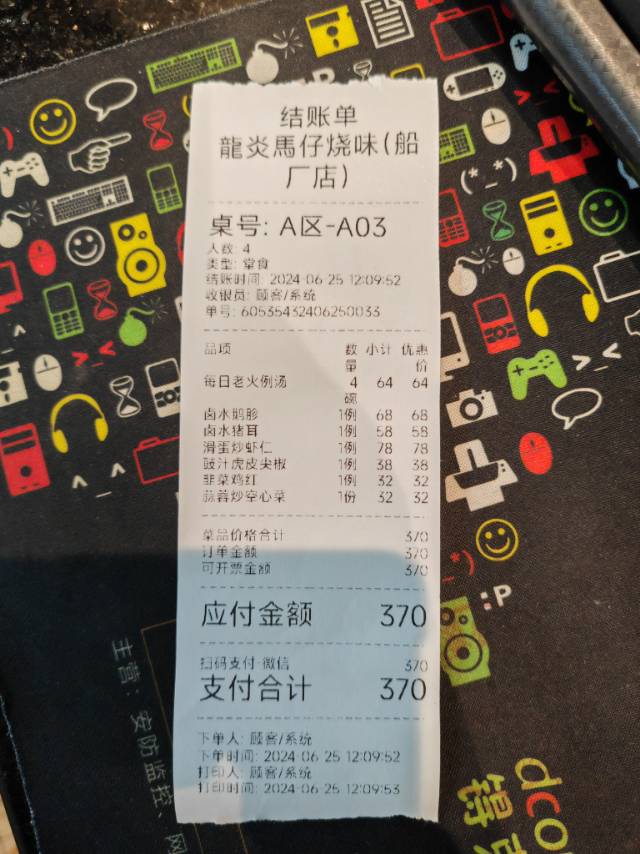 结账单
龍炎馬仔烧味(船
厂店)
桌号: A区-A03
人数: 4
类型: 堂食
结账时间: 2024-06-25 12:09:52
收银员: 顾客/系统
单号: 60535432406250033
品项 数量 小计 优惠价
每日老火例汤 4碗 64 64
卤水鹅胗 1例 68 68
卤水猪耳 1例 58 58
滑蛋炒虾仁 1例 78 78
豉汁虎皮尖椒 1例 38 38
韭菜鸡红 1例 32 32
蒜蓉炒空心菜 1份 32 32
菜品价格合计 370
订单金额 370
可开票金额 370
应付金额 370
扫码支付-微信 370
支付合计 370
下单人: 顾客/系统
下单时间: 2024-06-25 12:09:52
打印人: 顾客/系统
打印时间: 2024-06-25 12:09:53
主营: 安防监控、网
dco
:P